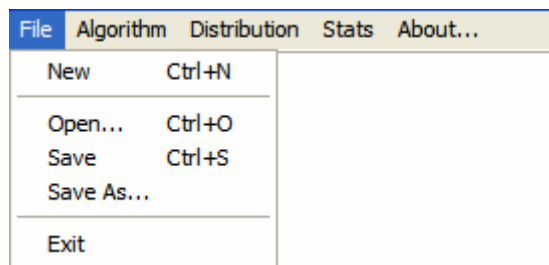 File Algorithm Distribution Stats About...
New Ctrl+N
Open... Ctrl+O
Save Ctrl+S
Save As...
Exit